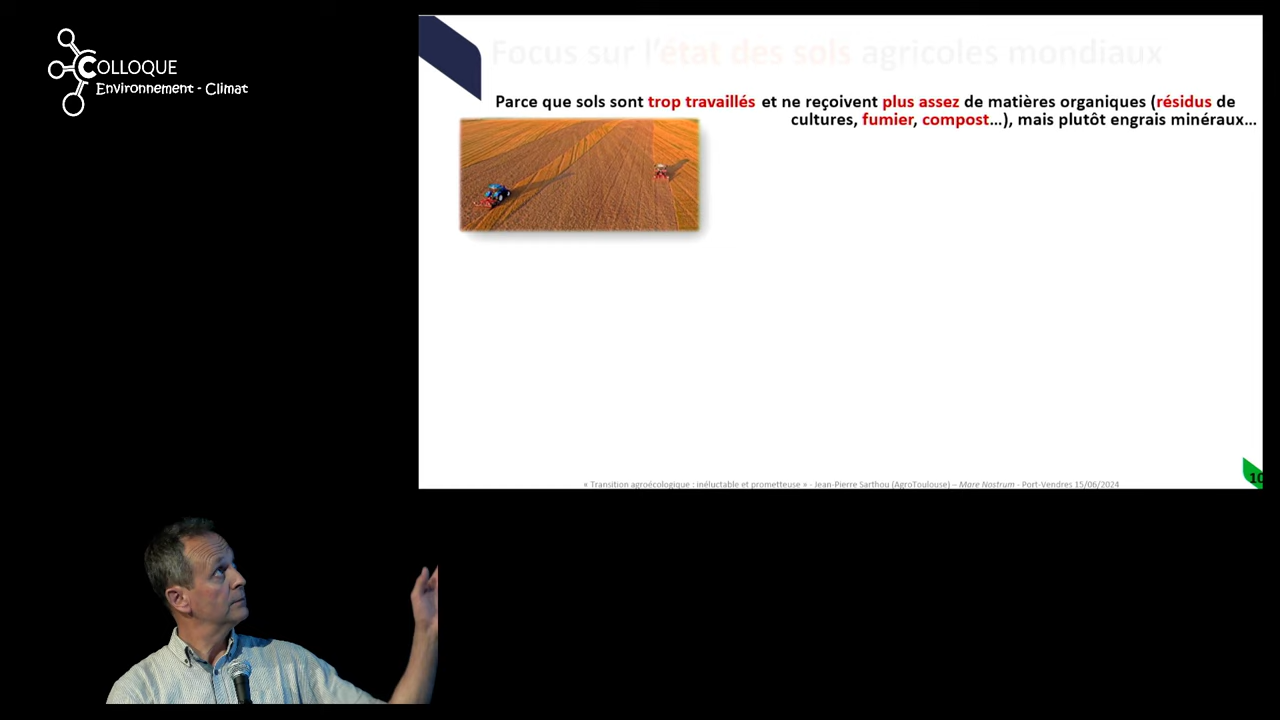 COLLOQUE
Environnement - Climat
Focus sur l'état des sols agricoles mondiaux
Parce que sols sont trop travaillés et ne reçoivent plus assez de matières organiques (résidus de
cultures, fumier, compost…), mais plutôt engrais minéraux…
« Transition agroécologique : inéluctable et prometteuse » - Jean-Pierre Sarthou (AgroToulouse) – Mare Nostrum - Port-Vendres 15/06/2024
10